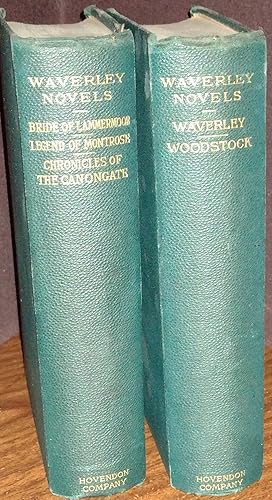 WAVERLEY
NOVELS
BRIDE OF LAMMERMOOR
LEGEND OF MONTROSE
CHRONICLES OF
THE CANONGATE
HOVENDON
COMPANY
WAVERLEY
NOVELS
WAVERLEY
WOODSTOCK
HOVENDON
COMPANY